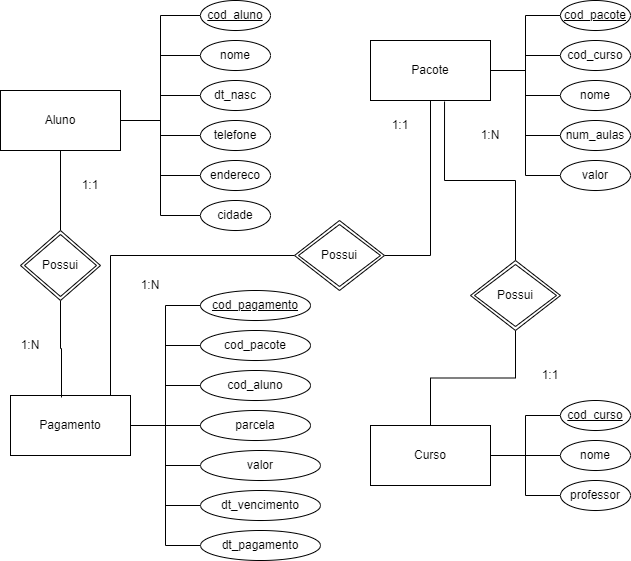 Aluno
cod_aluno
nome
dt_nasc
telefone
endereco
cidade
Pacote
cod_pacote
cod_curso
nome
num_aulas
valor
1:1
1:N
1:1
Possui
Possui
Possui
1:N
1:N
1:1
Pagamento
cod_pagamento
cod_pacote
cod_aluno
parcela
valor
dt_vencimento
dt_pagamento
Curso
cod_curso
nome
professor